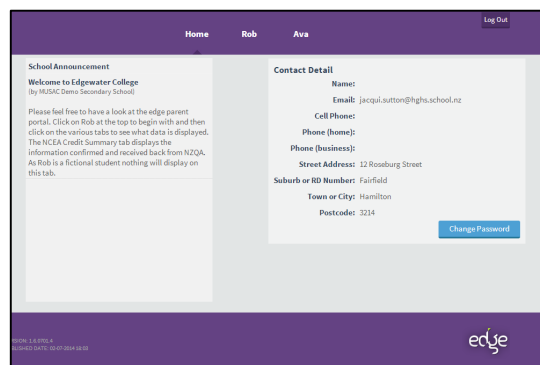 Log Out
Home Rob Ava
School Announcement
Welcome to Edgewater College
(by MUSAC Demo Secondary School)
Please feel free to have a look at the edge parent
portal. Click on Rob at the top to begin with and then
click on the various tabs to see what data is displayed.
The NCEA Credit Summary tab displays the
information confirmed and received back from NZQA.
As Rob is a fictional student nothing will display on
this tab.
Contact Detail
Name:
Email: jacqui.sutton@hghs.school.nz
Cell Phone:
Phone (home):
Phone (business):
Street Address: 12 Roseburg Street
Suburb or RD Number: Fairfield
Town or City: Hamilton
Postcode: 3214
Change Password
edge